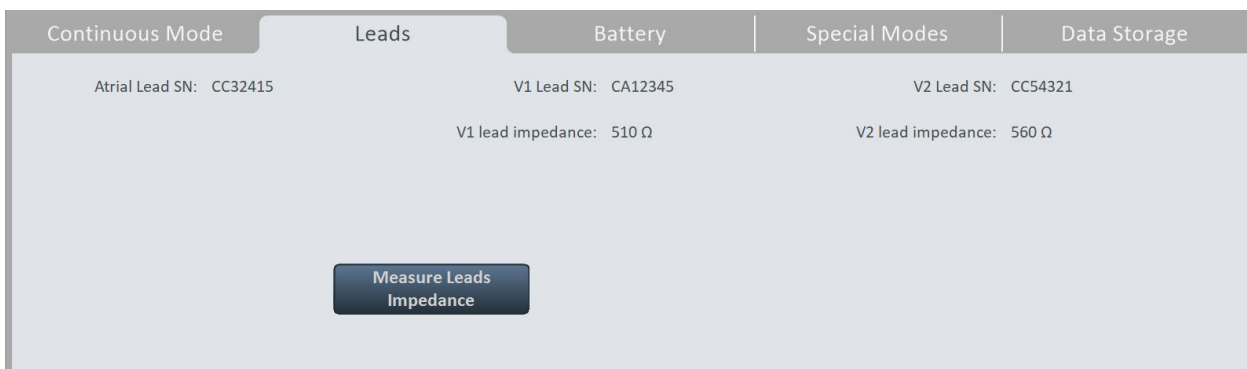 Continuous Mode Leads Battery Special Modes Data Storage
Atrial Lead SN: CC32415 V1 Lead SN: CA12345 V2 Lead SN: CC54321
V1 lead impedance: 510 Ω V2 lead impedance: 560 Ω
Measure Leads
Impedance